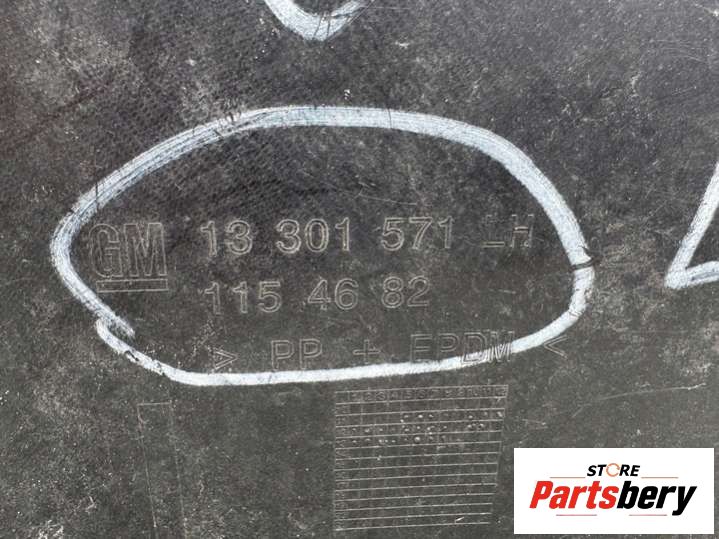 GM 13 301 571 LH
115 46 82
> PP + EPDM <
STORE
Partsbery